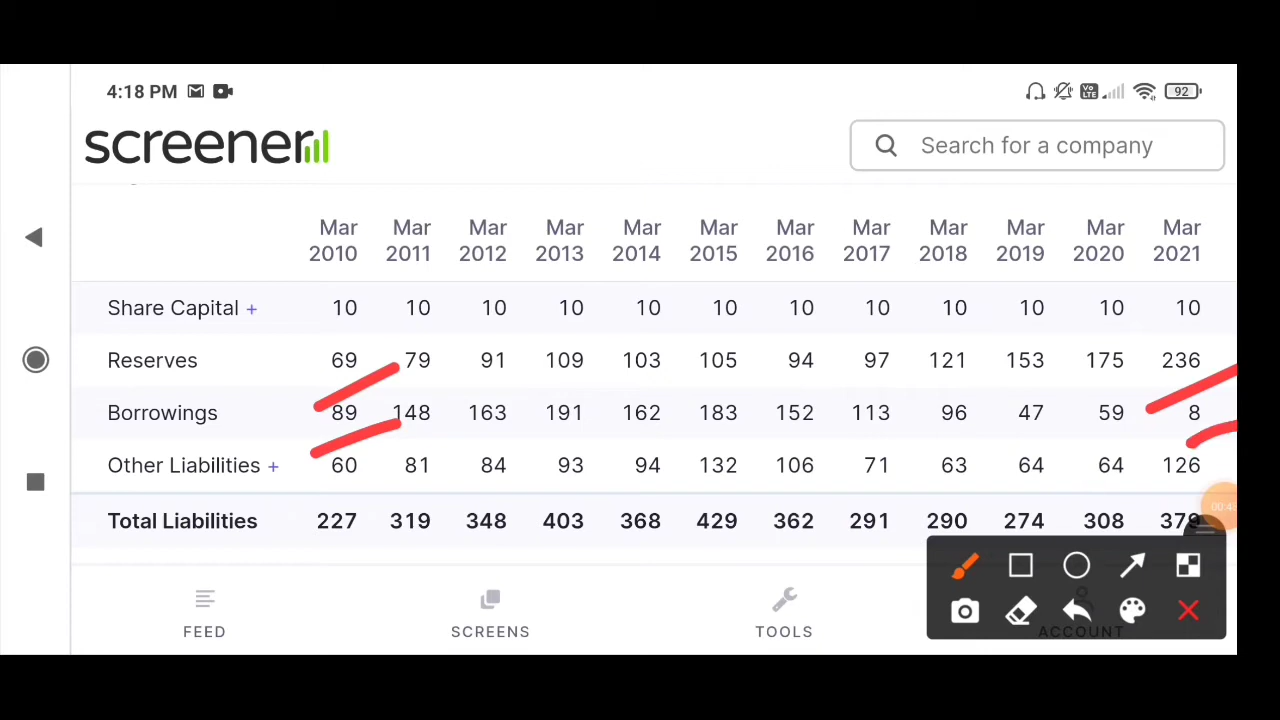 4:18 PM Vo LTE 92
screener Search for a company
Mar Mar Mar Mar Mar Mar Mar Mar Mar Mar Mar Mar
2010 2011 2012 2013 2014 2015 2016 2017 2018 2019 2020 2021
Share Capital + 10 10 10 10 10 10 10 10 10 10 10 10
Reserves 69 79 91 109 103 105 94 97 121 153 175 236
Borrowings 89 148 163 191 162 183 152 113 96 47 59 8
Other Liabilities + 60 81 84 93 94 132 106 71 63 64 64 126
Total Liabilities 227 319 348 403 368 429 362 291 290 274 308 379
FEED SCREENS TOOLS ACCOUNT